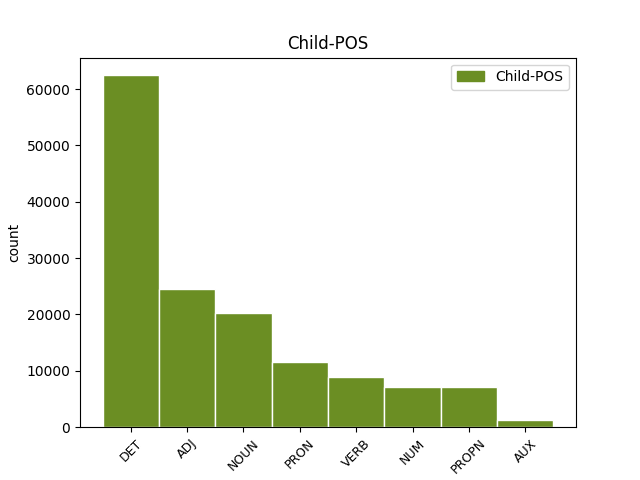 Child-POS
Child-POS
60000
50000
40000
30000
20000
10000
0
count
DET ADJ NOUN PRON VERB NUM PROPN AUX